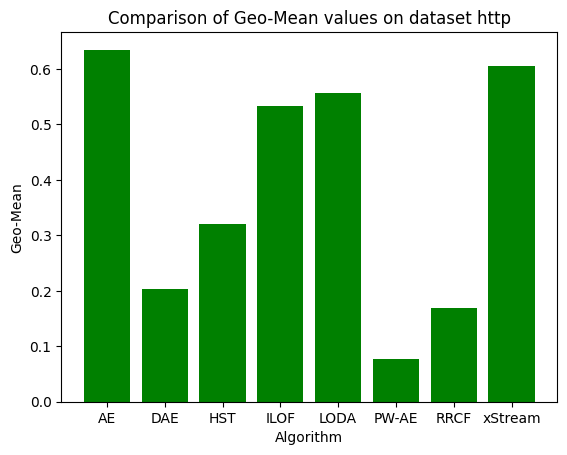 Comparison of Geo-Mean values on dataset http
Geo-Mean
0.6
0.5
0.4
0.3
0.2
0.1
0.0
AE DAE HST ILOF LODA PW-AE RRCF xStream
Algorithm